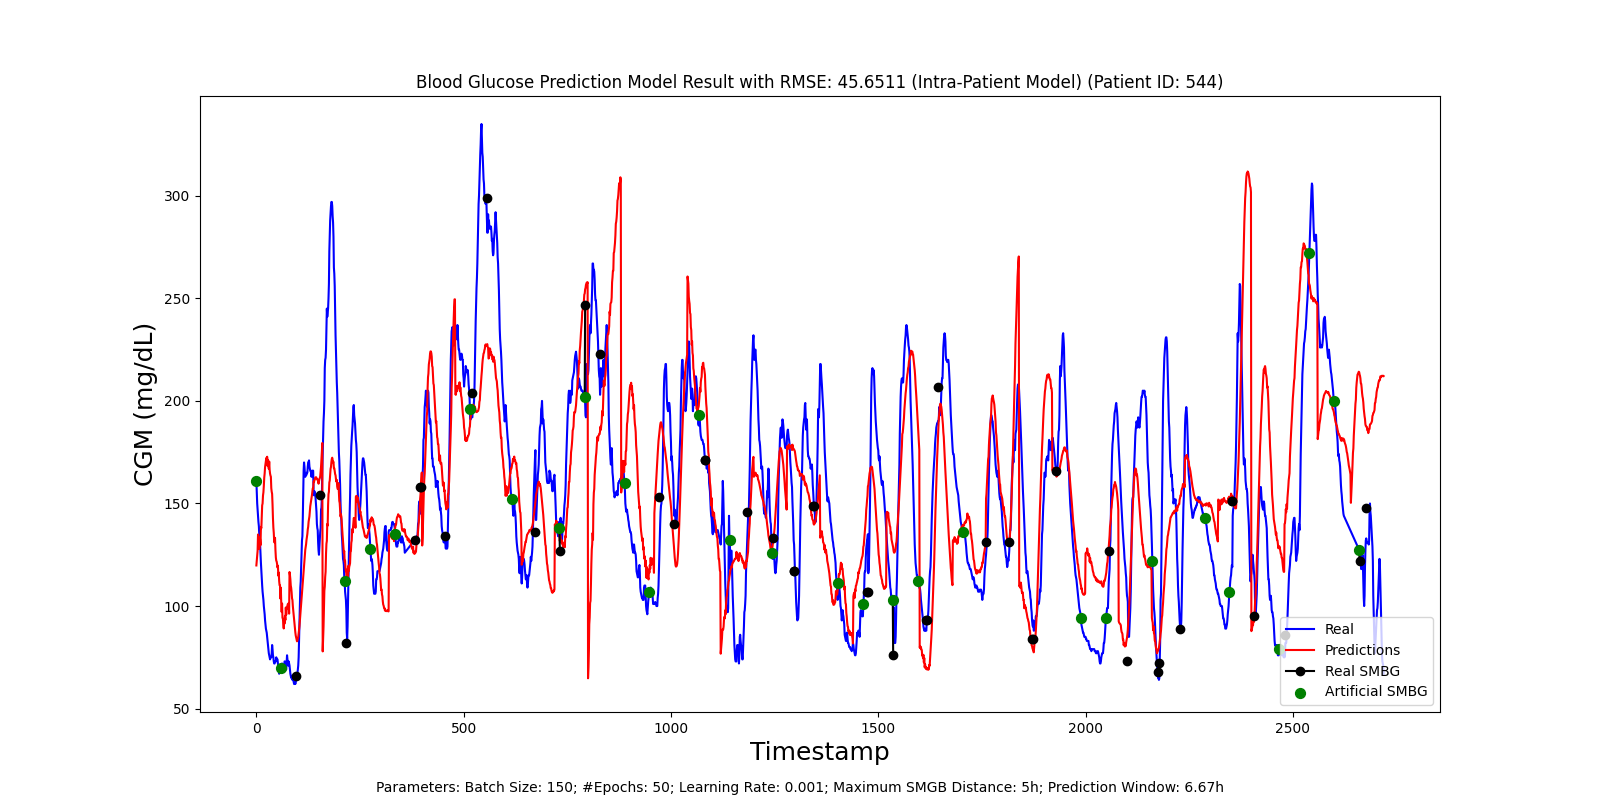 Blood Glucose Prediction Model Result with RMSE: 45.6511 (Intra-Patient Model) (Patient ID: 544)
CGM (mg/dL)
300
250
200
150
100
50
0
500
1000
1500
2000
2500
Real
Predictions
Real SMBG
Artificial SMBG
Timestamp
Parameters: Batch Size: 150; #Epochs: 50; Learning Rate: 0.001; Maximum SMGB Distance: 5h; Prediction Window: 6.67h